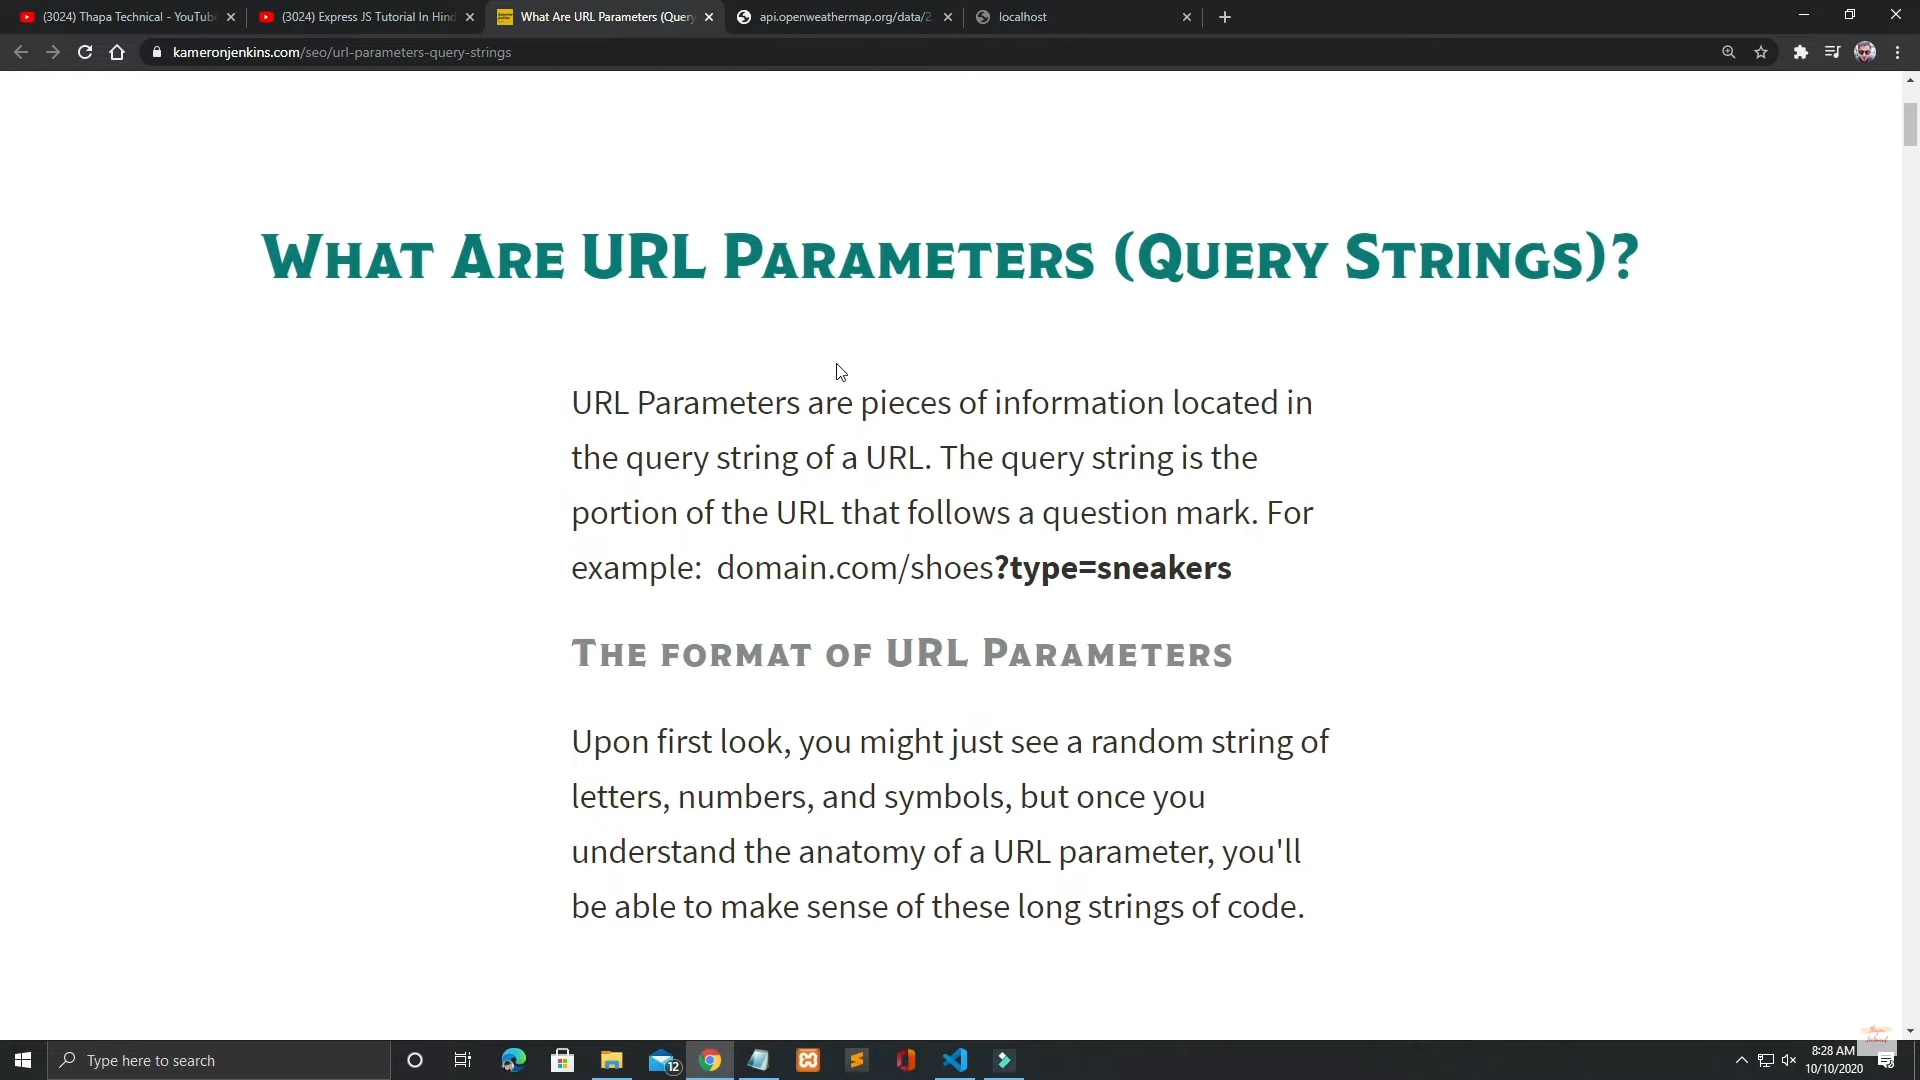 (3024) Thapa Technical - YouTube
(3024) Express JS Tutorial In Hind
What Are URL Parameters (Query
api.openweathermap.org/data/2.
localhost
kameronjenkins.com/seo/url-parameters-query-strings
What Are URL Parameters (Query Strings)?
URL Parameters are pieces of information located in
the query string of a URL. The query string is the
portion of the URL that follows a question mark. For
example: domain.com/shoes?type=sneakers
The format of URL Parameters
Upon first look, you might just see a random string of
letters, numbers, and symbols, but once you
understand the anatomy of a URL parameter, you'll
be able to make sense of these long strings of code.
Type here to search
12
8:28 AM
10/10/2020